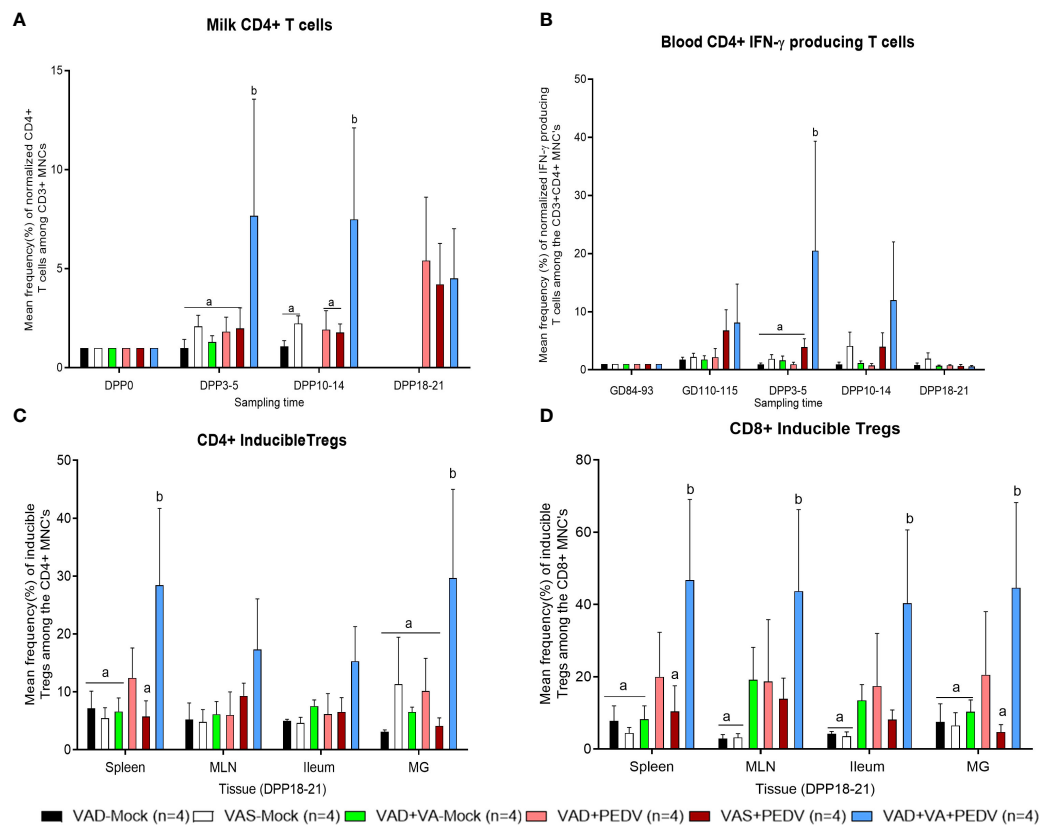 A
Milk CD4+ T cells
Mean frequency(%) of normalized CD4+
T cells among CD3+ MNCs
15
10
5
0
a
b
a
a
b
DPP0 DPP3-5 DPP10-14 DPP18-21
Sampling time
B
Blood CD4+ IFN-γ producing T cells
Mean frequency (%) of normalized IFN-γ producing
T cells among the CD3+CD4+ MNC's
50
40
30
20
10
0
a
b
GD84-93 GD110-115 DPP3-5 DPP10-14 DPP18-21
Sampling time
C
CD4+ InducibleTregs
Mean frequency(%) of inducible
Tregs among the CD4+ MNC's
50
40
30
20
10
0
a
a
b
a
b
Spleen MLN Ileum MG
Tissue (DPP18-21)
D
CD8+ Inducible Tregs
Mean frequency(%) of inducible
Tregs among the CD8+ MNC's
80
60
40
20
0
a
a
b
a
b
a
b
a
a
b
Spleen MLN Ileum MG
Tissue (DPP18-21)
VAD-Mock (n=4) VAS-Mock (n=4) VAD+VA-Mock (n=4) VAD+PEDV (n=4) VAS+PEDV (n=4) VAD+VA+PEDV (n=4)